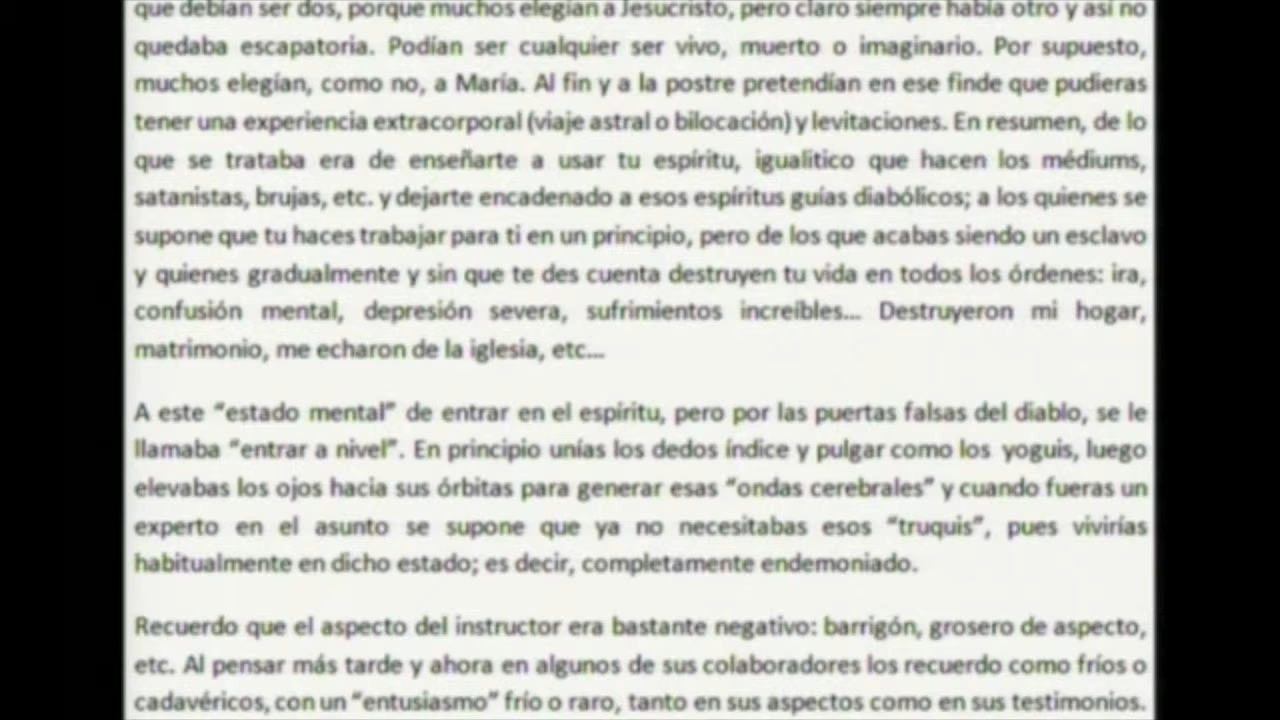 que debían ser dos, porque muchos elegían a Jesucristo, pero claro siempre había otro y así no
quedaba escapatoria. Podían ser cualquier ser vivo, muerto o imaginario. Por supuesto,
muchos elegían, como no, a María. Al fin y a la postre pretendían en ese finde que pudieras
tener una experiencia extracorporal (viaje astral o bilocación) y levitaciones. En resumen, de lo
que se trataba era de enseñarte a usar tu espíritu, igualitico que hacen los médiums,
satanistas, brujas, etc. y dejarte encadenado a esos espíritus guías diabólicos; a los quienes se
supone que tu haces trabajar para ti en un principio, pero de los que acabas siendo un esclavo
y quienes gradualmente y sin que te des cuenta destruyen tu vida en todos los órdenes: ira,
confusión mental, depresión severa, sufrimientos increíbles... Destruyeron mi hogar,
matrimonio, me echaron de la iglesia, etc...
A este “estado mental” de entrar en el espíritu, pero por las puertas falsas del diablo, se le
llamaba “entrar a nivel”. En principio unías los dedos índice y pulgar como los yoguis, luego
elevabas los ojos hacia sus órbitas para generar esas “ondas cerebrales” y cuando fueras un
experto en el asunto se supone que ya no necesitabas esos “truquis”, pues vivirías
habitualmente en dicho estado; es decir, completamente endemoniado.
Recuerdo que el aspecto del instructor era bastante negativo: barrigón, grosero de aspecto,
etc. Al pensar más tarde y ahora en algunos de sus colaboradores los recuerdo como fríos o
cadavéricos, con un “entusiasmo” frío o raro, tanto en sus aspectos como en sus testimonios.